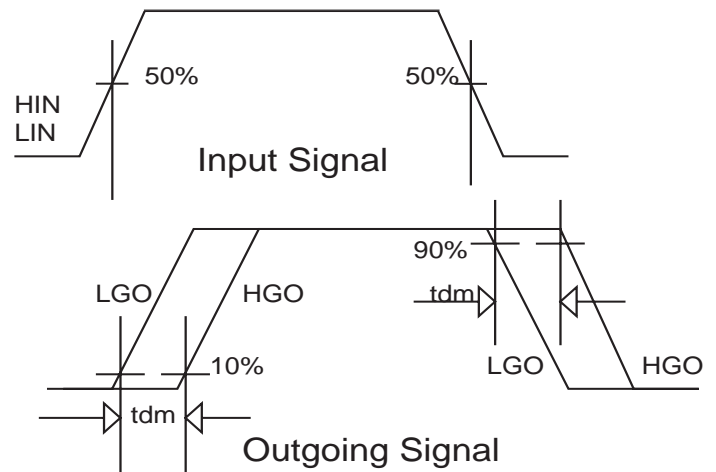 50%
50%
HIN
LIN
Input Signal
90%
LGO
HGO
tdm
10%
LGO
HGO
tdm
Outgoing Signal